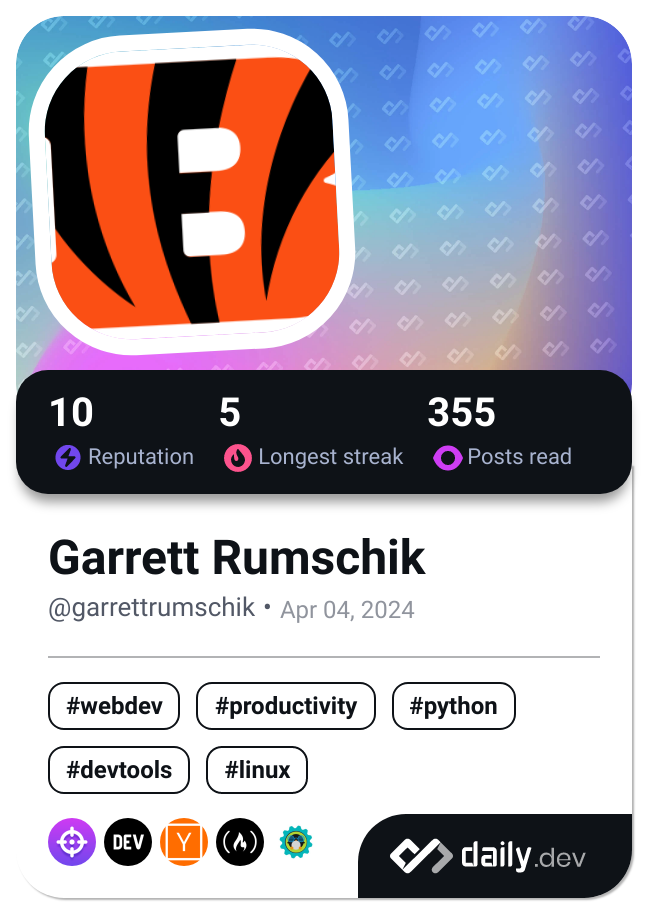 B
10 5 355
Reputation Longest streak Posts read
Garrett Rumschik
@garrettrumschik • Apr 04, 2024
#webdev #productivity #python
#devtools #linux
DEV Y
daily.dev